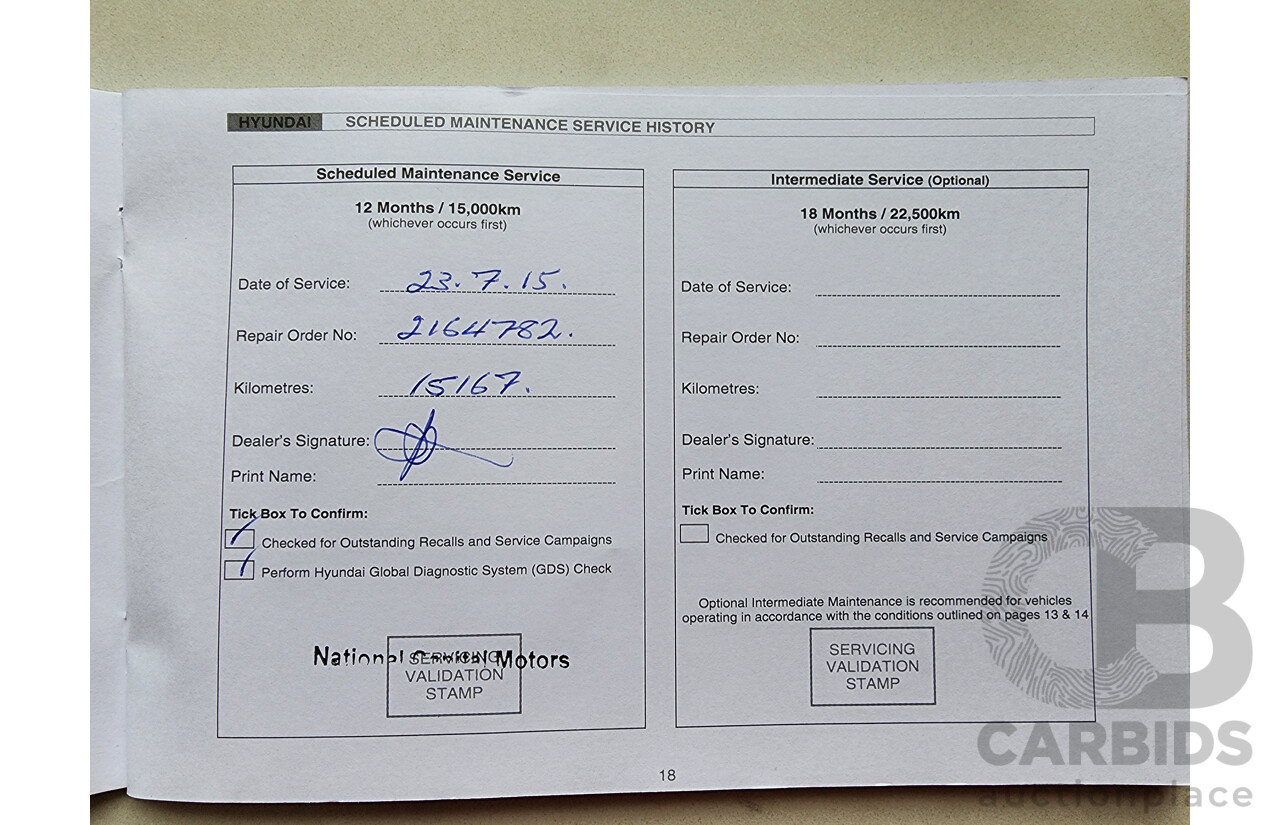 HYUNDAI SCHEDULED MAINTENANCE SERVICE HISTORY
Scheduled Maintenance Service
12 Months / 15,000km
(whichever occurs first)
Date of Service: 23.7.15.
Repair Order No: 2164782.
Kilometres: 15167.
Dealer's Signature:
Print Name:
Tick Box To Confirm:
Checked for Outstanding Recalls and Service Campaigns
Perform Hyundai Global Diagnostic System (GDS) Check
National Motors
SERVICING
VALIDATION
STAMP
Intermediate Service (Optional)
18 Months / 22,500km
(whichever occurs first)
Date of Service:
Repair Order No:
Kilometres:
Dealer's Signature:
Print Name:
Tick Box To Confirm:
Checked for Outstanding Recalls and Service Campaigns
Optional Intermediate Maintenance is recommended for vehicles
operating in accordance with the conditions outlined on pages 13 & 14
SERVICING
VALIDATION
STAMP
18
CB
CARBIDS
auctionplace